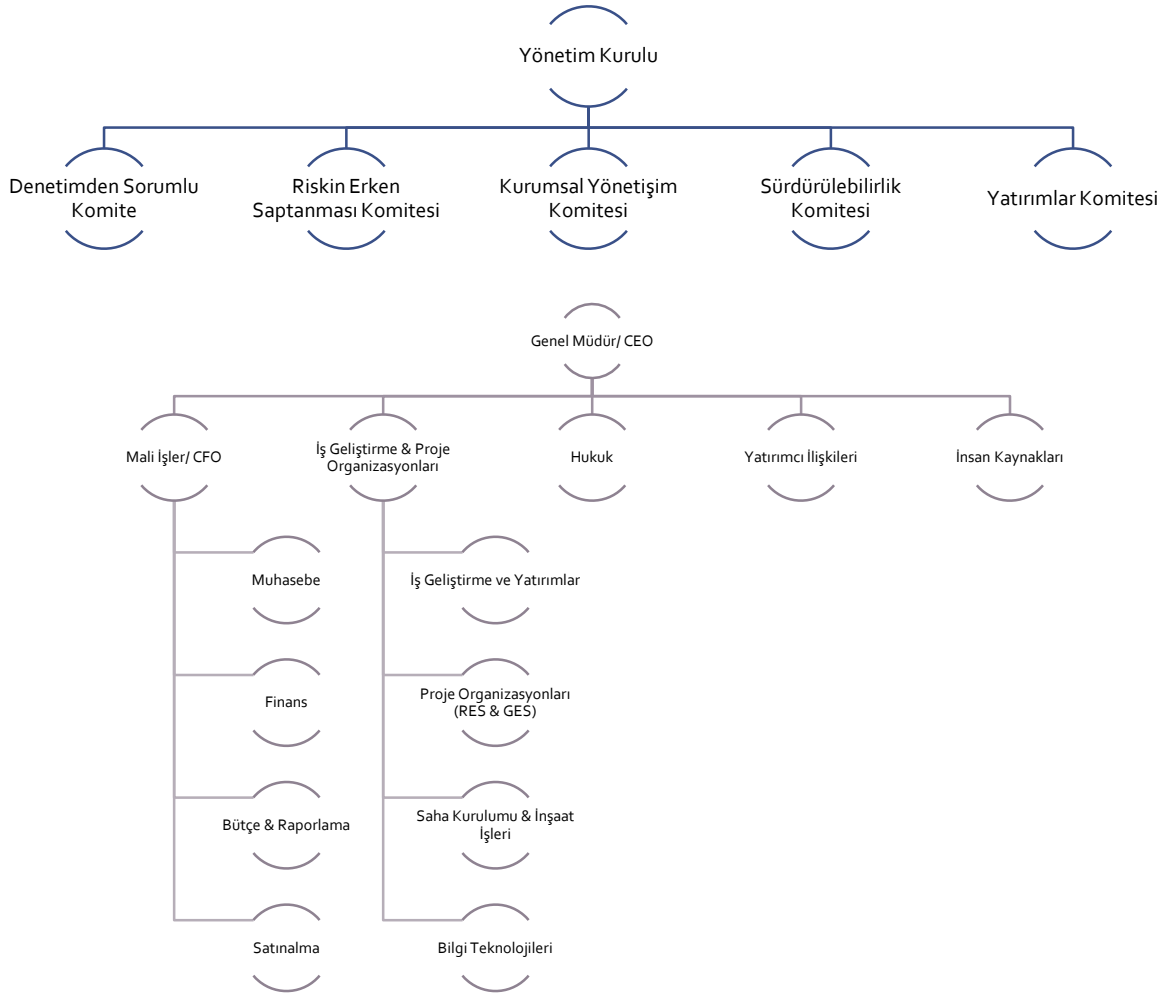 Yönetim Kurulu
Denetimden Sorumlu
Komite
Riskin Erken
Saptanması Komitesi
Kurumsal Yönetişim
Komitesi
Sürdürülebilirlik
Komitesi
Yatırımlar Komitesi
Genel Müdür/ CEO
Mali İşler/ CFO
İş Geliştirme & Proje
Organizasyonları
Hukuk
Yatırımcı İlişkileri
İnsan Kaynakları
Muhasebe
Finans
Bütçe & Raporlama
Satınalma
İş Geliştirme ve Yatırımlar
Proje Organizasyonları
(RES & GES)
Saha Kurulumu & İnşaat
İşleri
Bilgi Teknolojileri